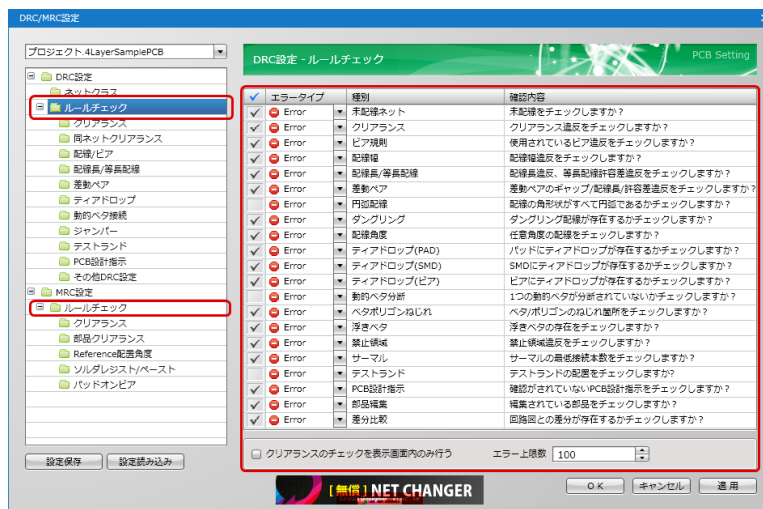 DRC/MRC設定
プロジェクト.4LayerSamplePCB
DRC設定
ネットクラス
ルールチェック
クリアランス
同ネットクリアランス
配線/ビア
配線長/等長配線
差動ペア
ティアドロップ
動的ベタ接続
ジャンパー
テストランド
PCB設計指示
その他DRC設定
MRC設定
ルールチェック
クリアランス
部品クリアランス
Reference配置角度
ソルダレジスト/ペースト
パッドオンビア
設定保存 設定読み込み
DRC設定 - ルールチェック PCB Setting
エラータイプ 種別 確認内容
Error 未配線ネット 未配線をチェックしますか？
Error クリアランス クリアランス違反をチェックしますか？
Error ビア規則 使用されているビア違反をチェックしますか？
Error 配線幅 配線幅違反をチェックしますか？
Error 配線長/等長配線 配線長違反、等長配線許容差違反をチェックしますか？
Error 差動ペア 差動ペアのギャップ/配線長/許容差違反をチェックしますか？
Error 円弧配線 配線の角形状がすべて円弧であるかチェックしますか？
Error ダングリング ダングリング配線が存在するかチェックしますか？
Error 配線角度 任意角度の配線をチェックしますか？
Error ティアドロップ(PAD) パッドにティアドロップが存在するかチェックしますか？
Error ティアドロップ(SMD) SMDにティアドロップが存在するかチェックしますか？
Error ティアドロップ(ビア) ビアにティアドロップが存在するかチェックしますか？
Error 動的ベタ分断 1つの動的ベタが分断されていないかチェックしますか？
Error ベタポリゴンねじれ ベタ/ポリゴンのねじれ箇所をチェックしますか？
Error 浮きベタ 浮きベタの存在をチェックしますか？
Error 禁止領域 禁止領域違反をチェックしますか？
Error サーマル サーマルの最低接続本数をチェックしますか？
Error テストランド テストランドの配置をチェックしますか？
Error PCB設計指示 確認がされていないPCB設計指示をチェックしますか？
Error 部品編集 編集されている部品をチェックしますか？
Error 差分比較 回路図との差分が存在するかチェックしますか？
クリアランスのチェックを表示画面内のみ行う エラー上限数 100
[無償] NET CHANGER
OK キャンセル 適用